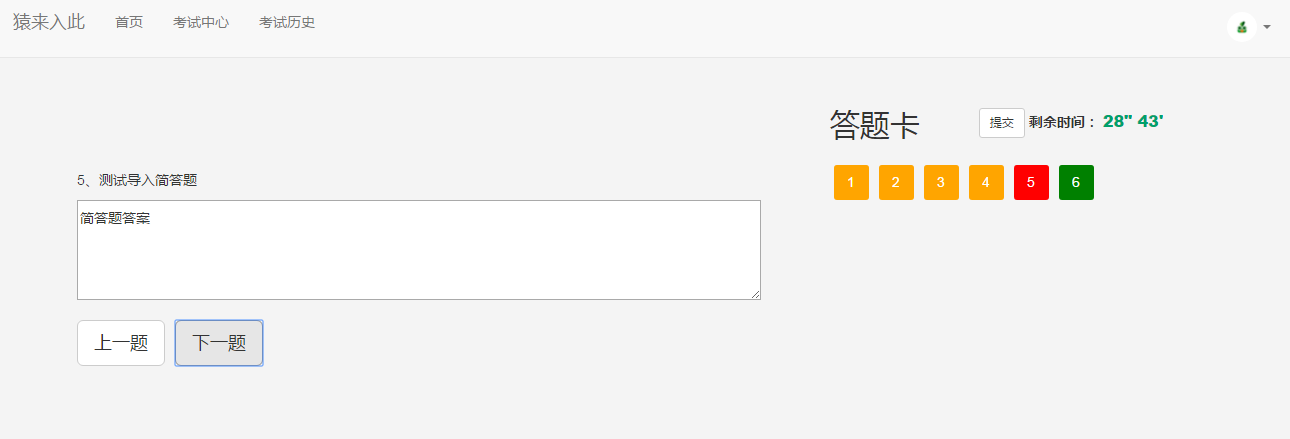 猿来入此 首页 考试中心 考试历史
答题卡 提交 剩余时间： 28" 43'
1 2 3 4 5 6
5、测试导入简答题
简答题答案
上一题 下一题